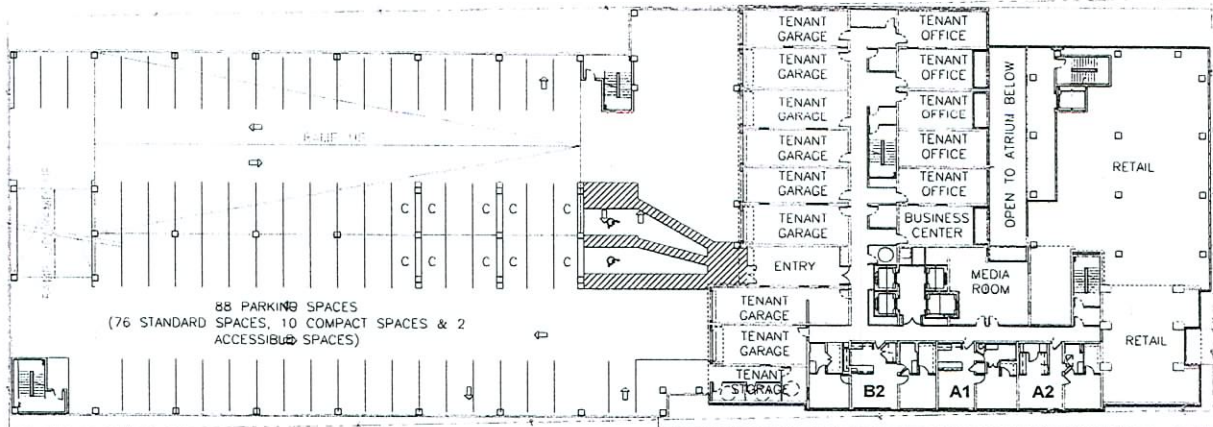 TENANT
GARAGE
TENANT
OFFICE
TENANT
GARAGE
TENANT
OFFICE
TENANT
GARAGE
TENANT
OFFICE
TENANT
GARAGE
TENANT
OFFICE
TENANT
GARAGE
TENANT
OFFICE
TENANT
GARAGE
BUSINESS
CENTER
OPEN TO ATRIUM BELOW
RETAIL
C C C C C
C C C C C
ENTRY
MEDIA
ROOM
88 PARKING SPACES
(76 STANDARD SPACES, 10 COMPACT SPACES & 2
ACCESSIBLE SPACES)
TENANT
GARAGE
TENANT
GARAGE
TENANT
STORAGE
B2
A1
A2
RETAIL